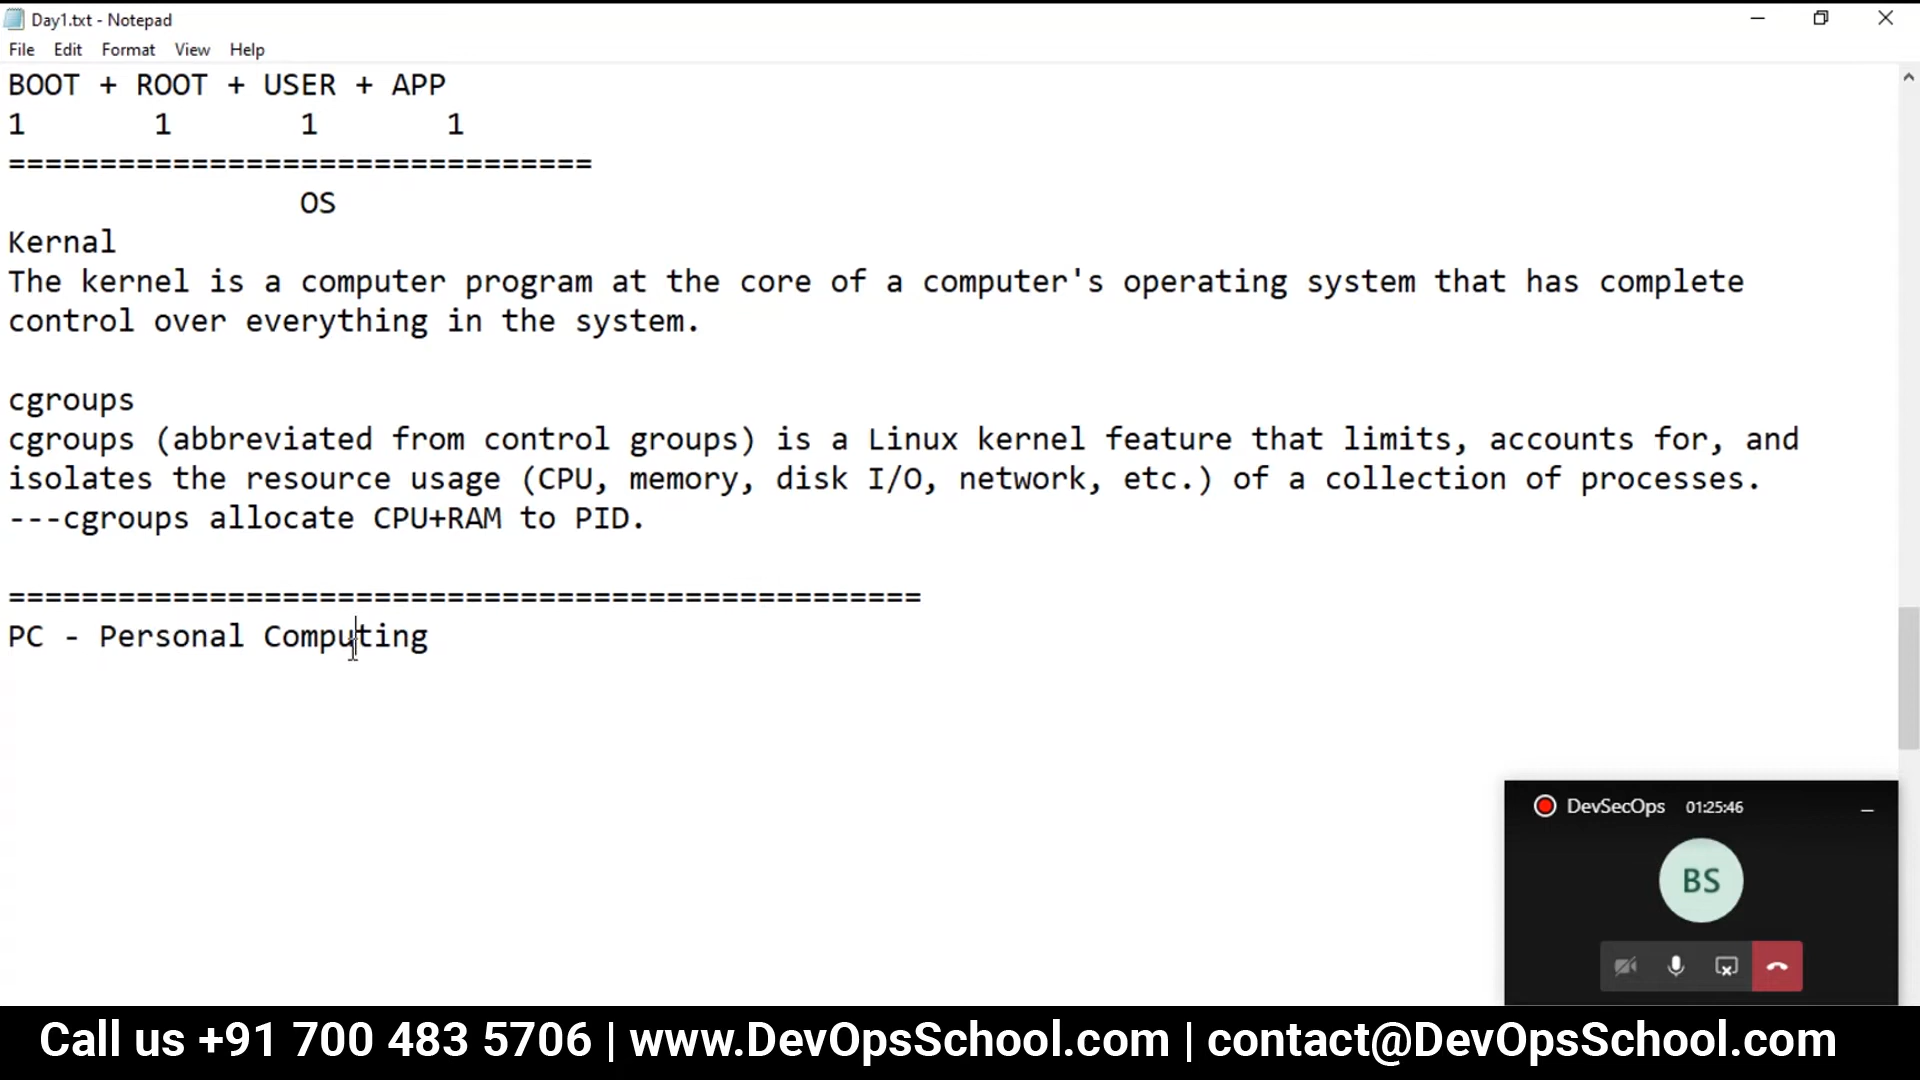 Day1.txt - Notepad
File Edit Format View Help
BOOT + ROOT + USER + APP
1 1 1 1
================================
OS
Kernal
The kernel is a computer program at the core of a computer's operating system that has complete
control over everything in the system.
cgroups
cgroups (abbreviated from control groups) is a Linux kernel feature that limits, accounts for, and
isolates the resource usage (CPU, memory, disk I/O, network, etc.) of a collection of processes.
---cgroups allocate CPU+RAM to PID.
==================================================
PC - Personal Computing
DevSecOps 01:25:46
BS
Call us +91 700 483 5706 | www.DevOpsSchool.com | contact@DevOpsSchool.com